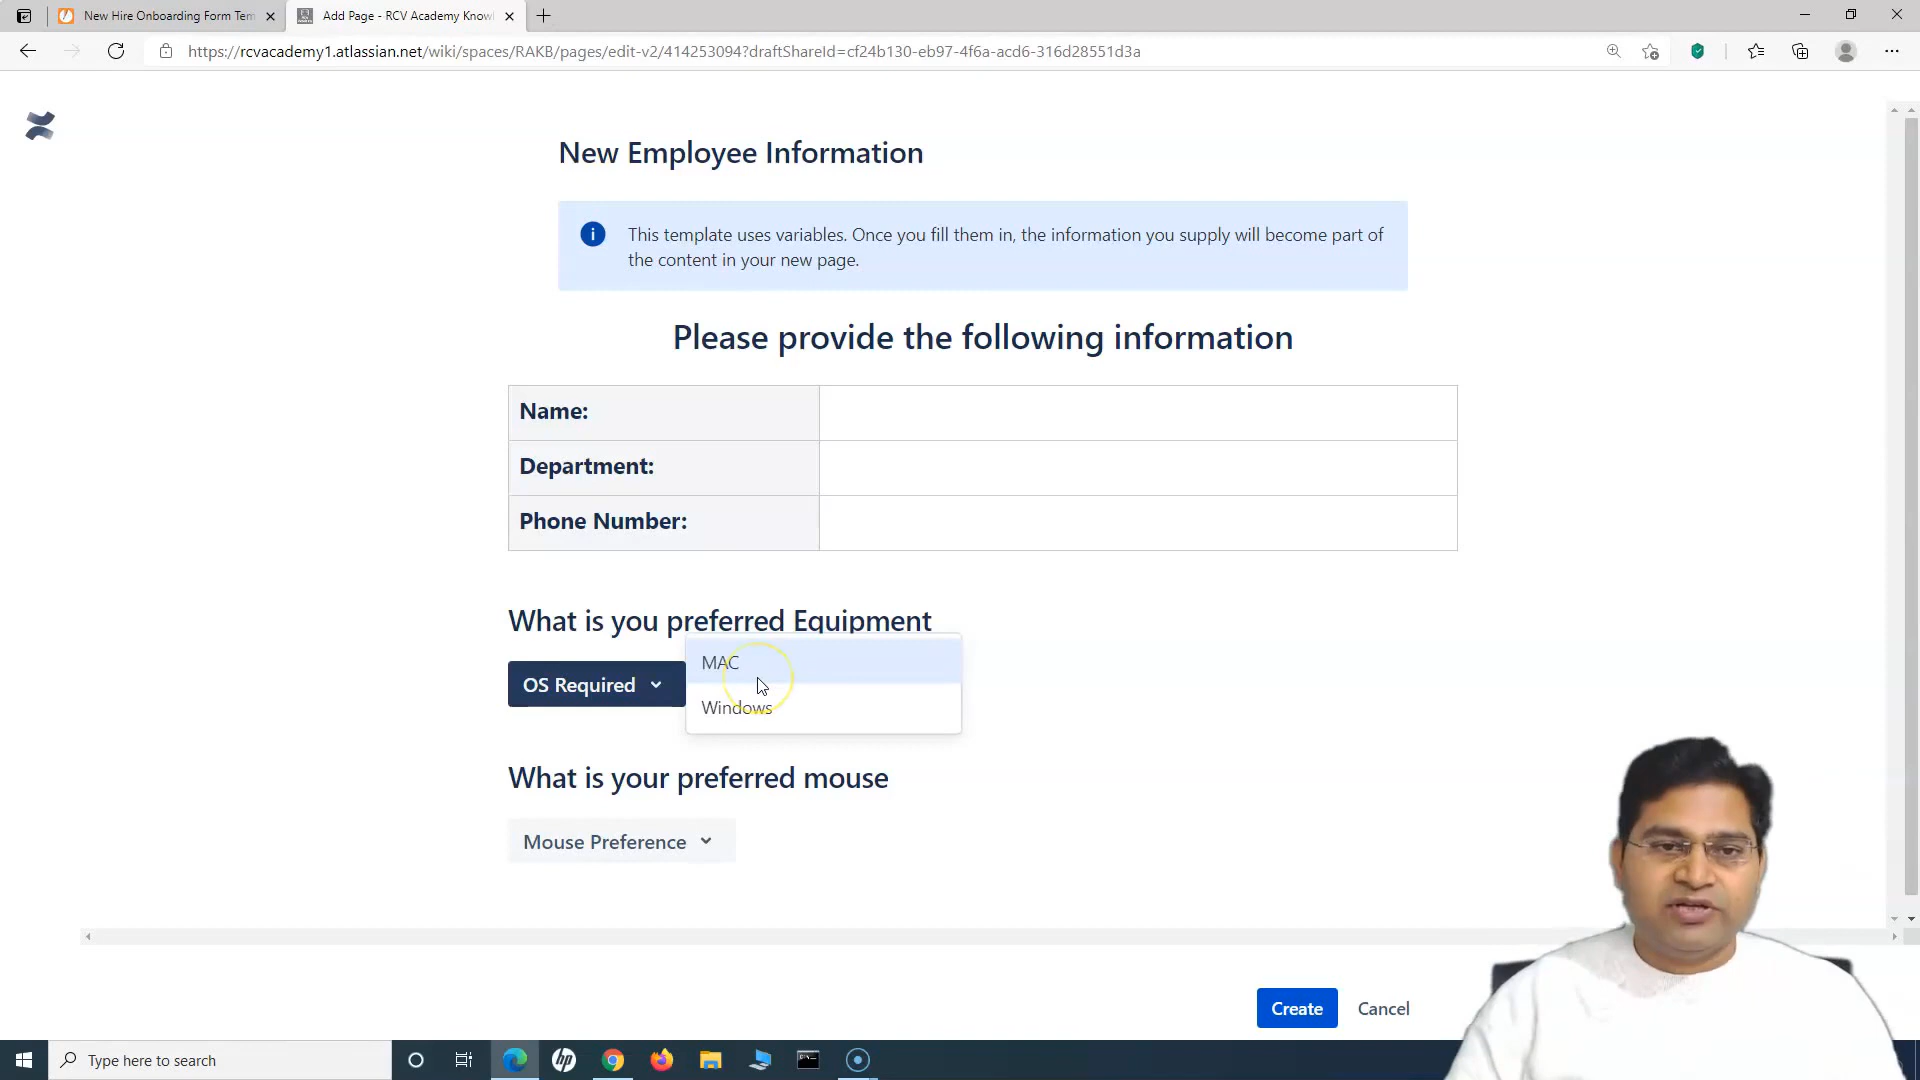 New Hire Onboarding Form Tem
Add Page - RCV Academy Knowl
https://rcvacademy1.atlassian.net/wiki/spaces/RAKB/pages/edit-v2/414253094?draftShareId=cf24b130-eb97-4f6a-acd6-316d28551d3a
New Employee Information
This template uses variables. Once you fill them in, the information you supply will become part of
the content in your new page.
Please provide the following information
Name:
Department:
Phone Number:
What is you preferred Equipment
OS Required
MAC
Windows
What is your preferred mouse
Mouse Preference
Create
Cancel
Type here to search
hp